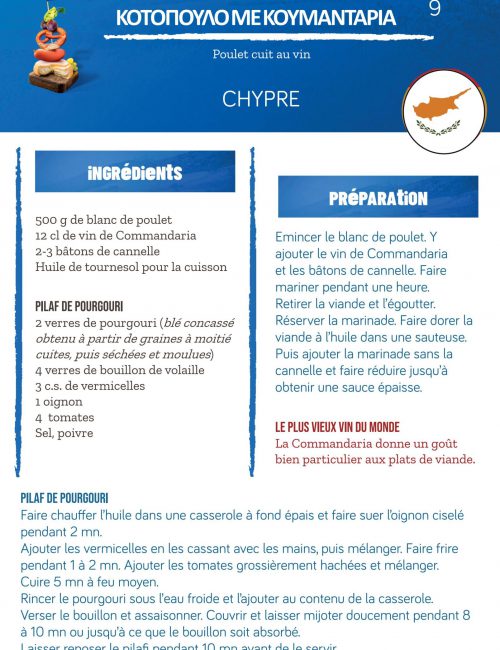 ΚΟΤΟΠΟΥΛΟ ΜΕ ΚΟΥΜΑΝΤΑΡΙΑ
9
Poulet cuit au vin
CHYPRE
iNGRÉDieNtS
500 g de blanc de poulet
12 cl de vin de Commandaria
2-3 bâtons de cannelle
Huile de tournesol pour la cuisson
PILAF DE POURGOURI
2 verres de pourgouri (blé concassé
obtenu à partir de graines à moitié
cuites, puis séchées et moulues)
4 verres de bouillon de volaille
3 c.s. de vermicelles
1 oignon
4 tomates
Sel, poivre
PRÉPARAtiON
Emincer le blanc de poulet. Y
ajouter le vin de Commandaria
et les bâtons de cannelle. Faire
mariner pendant une heure.
Retirer la viande et l'égoutter.
Réserver la marinade. Faire dorer la
viande à l'huile dans une sauteuse.
Puis ajouter la marinade sans la
cannelle et faire réduire jusqu'à
obtenir une sauce épaisse.
LE PLUS VIEUX VIN DU MONDE
La Commandaria donne un goût
bien particulier aux plats de viande.
PILAF DE POURGOURI
Faire chauffer l'huile dans une casserole à fond épais et faire suer l'oignon ciselé
pendant 2 mn.
Ajouter les vermicelles en les cassant avec les mains, puis mélanger. Faire frire
pendant 1 à 2 mn. Ajouter les tomates grossièrement hachées et mélanger.
Cuire 5 mn à feu moyen.
Rincer le pourgouri sous l'eau froide et l'ajouter au contenu de la casserole.
Verser le bouillon et assaisonner. Couvrir et laisser mijoter doucement pendant 8
à 10 mn ou jusqu'à ce que le bouillon soit absorbé.
Laisser reposer le pilafi pendant 10 mn avant de le servir.